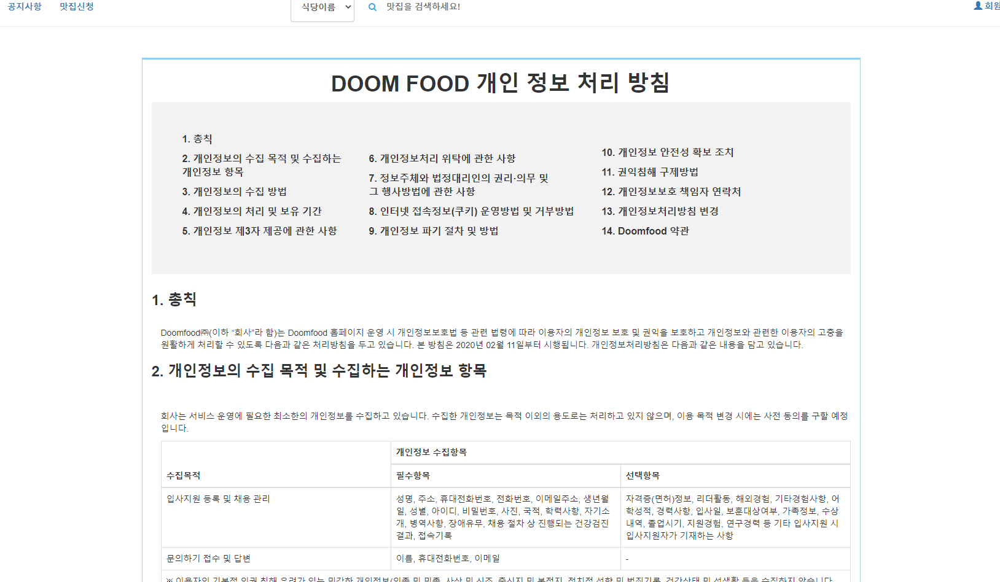 공지사항 맛집신청 식당이름 맛집을 검색하세요! 회원
DOOM FOOD 개인 정보 처리 방침
1. 총칙
2. 개인정보의 수집 목적 및 수집하는
개인정보 항목
3. 개인정보의 수집 방법
4. 개인정보의 처리 및 보유 기간
5. 개인정보 제3자 제공에 관한 사항
6. 개인정보처리 위탁에 관한 사항
7. 정보주체와 법정대리인의 권리·의무 및
그 행사방법에 관한 사항
8. 인터넷 접속정보(쿠키) 운영방법 및 거부방법
9. 개인정보 파기 절차 및 방법
10. 개인정보 안전성 확보 조치
11. 권익침해 구제방법
12. 개인정보보호 책임자 연락처
13. 개인정보처리방침 변경
14. Doomfood 약관
1. 총칙
Doomfood㈜(이하 “회사”라 함)는 Doomfood 홈페이지 운영 시 개인정보보호법 등 관련 법령에 따라 이용자의 개인정보 보호 및 권익을 보호하고 개인정보와 관련한 이용자의 고충을
원활하게 처리할 수 있도록 다음과 같은 처리방침을 두고 있습니다. 본 방침은 2020년 02월 11일부터 시행됩니다. 개인정보처리방침은 다음과 같은 내용을 담고 있습니다.
2. 개인정보의 수집 목적 및 수집하는 개인정보 항목
회사는 서비스 운영에 필요한 최소한의 개인정보를 수집하고 있습니다. 수집한 개인정보는 목적 이외의 용도로는 처리하고 있지 않으며, 이용 목적 변경 시에는 사전 동의를 구할 예정
입니다.
개인정보 수집항목
수집목적 필수항목 선택항목
입사지원 등록 및 채용 관리
성명, 주소, 휴대전화번호, 전화번호, 이메일주소, 생년월
일, 성별, 아이디, 비밀번호, 사진, 국적, 학력사항, 자기소
개, 병역사항, 장애유무, 채용 절차 상 진행되는 건강검진
결과, 접속기록
자격증(면허)정보, 리더활동, 해외경험, 기타경험사항, 어
학성적, 경력사항, 입사일, 보훈대상여부, 가족정보, 수상
내역, 졸업시기, 지원경험, 연구경력 등 기타 입사지원 시
입사지원자가 기재하는 사항
문의하기 접수 및 답변 이름, 휴대전화번호, 이메일 -
※ 이용자의 기본적 인권 침해 우려가 있는 민감한 개인정보(인종 및 민족, 사상 및 신조, 출신지 및 본적지, 정치적 성향 및 범죄기록, 건강상태 및 성생활 등)은 수집하지 않습니다.